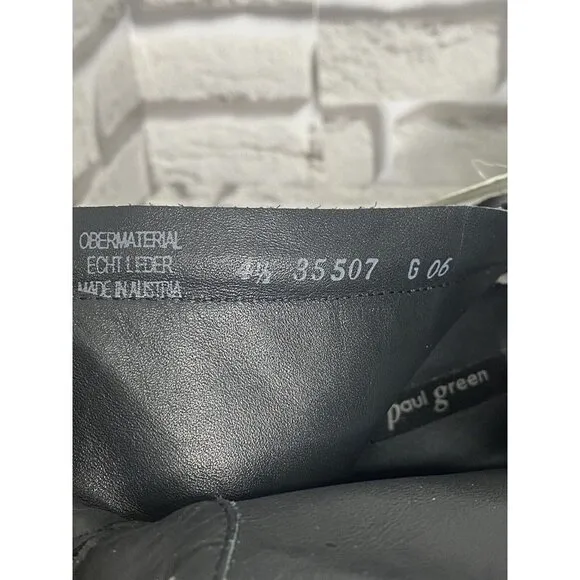 OBERMATERIAL
ECHT LEDER
MADE IN AUSTRIA
4½ 35507 G 06
paul green